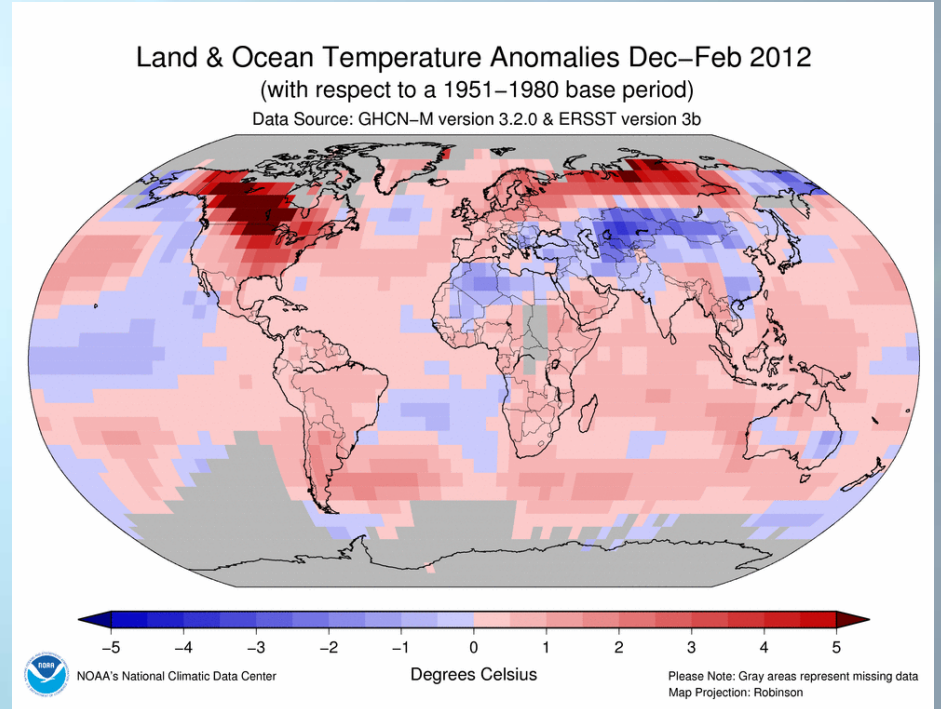 Land & Ocean Temperature Anomalies Dec–Feb 2012
(with respect to a 1951–1980 base period)
Data Source: GHCN–M version 3.2.0 & ERSST version 3b
−5 −4 −3 −2 −1 0 1 2 3 4 5
NOAA
NOAA's National Climatic Data Center
Degrees Celsius
Please Note: Gray areas represent missing data
Map Projection: Robinson